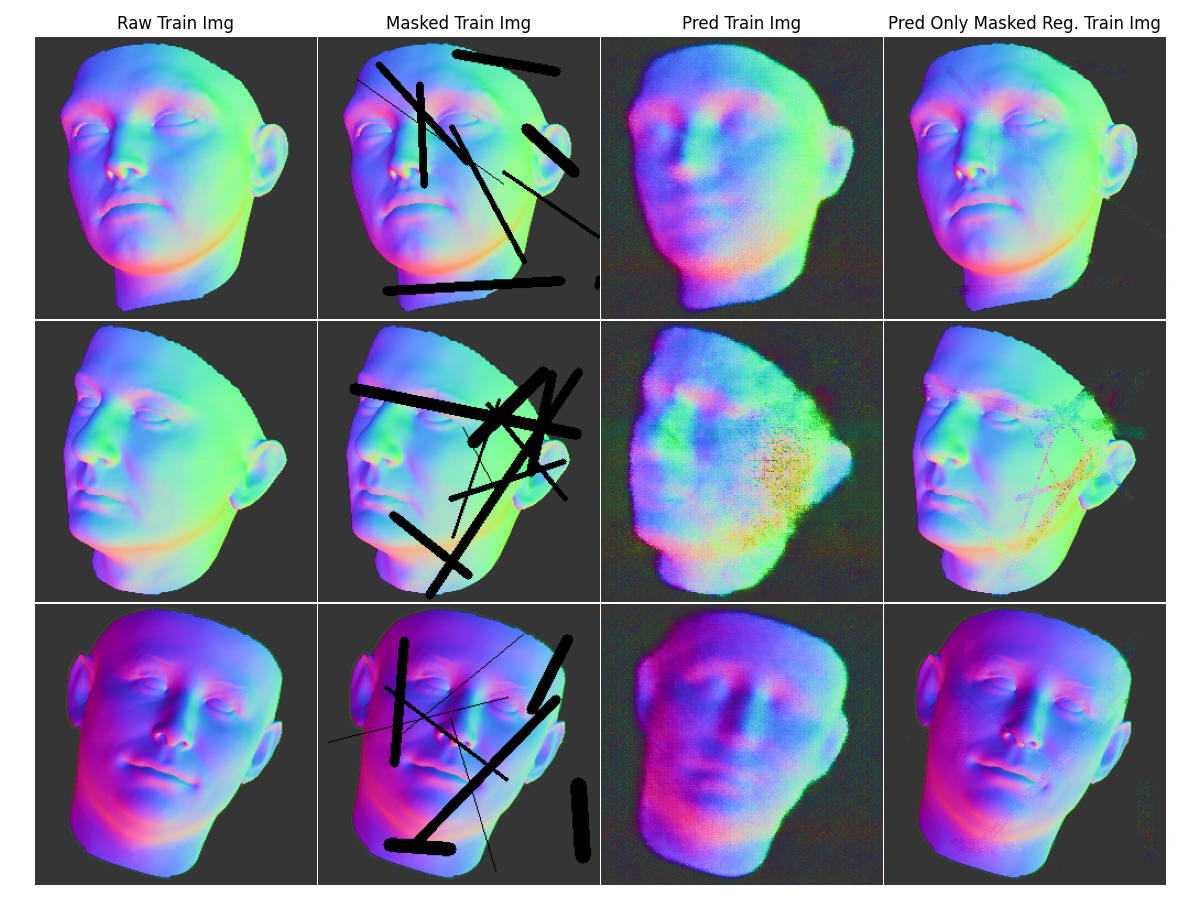 Raw Train Img
Masked Train Img
Pred Train Img
Pred Only Masked Reg. Train Img